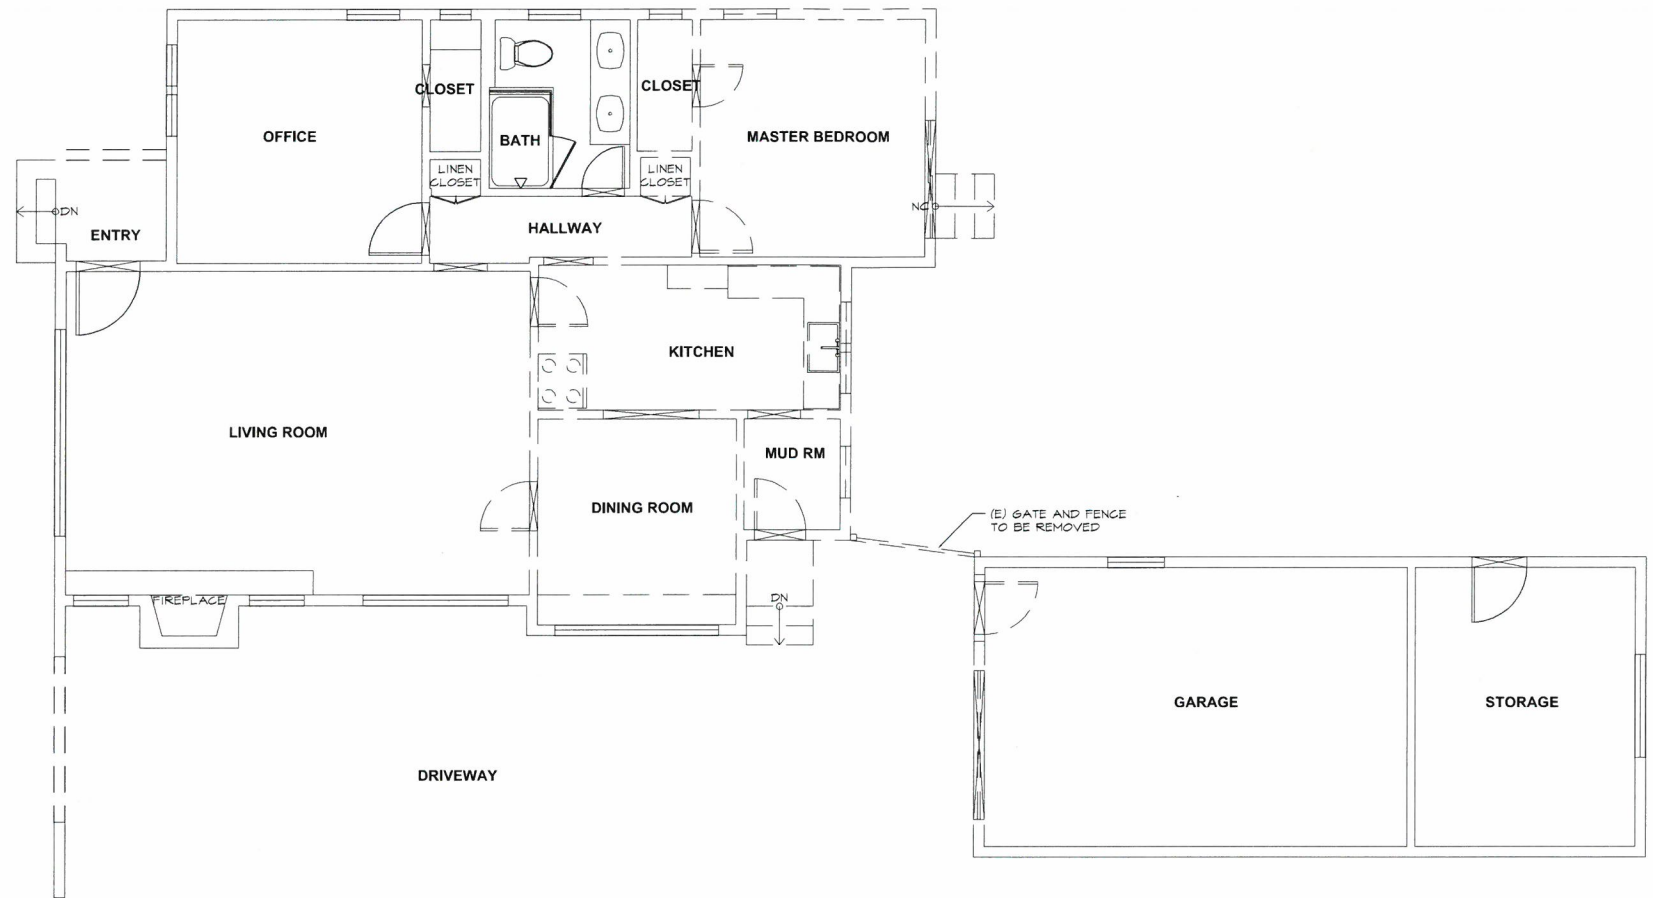 CLOSET
CLOSET
OFFICE
BATH
MASTER BEDROOM
LINEN
CLOSET
LINEN
CLOSET
DN
NC
ENTRY
HALLWAY
KITCHEN
LIVING ROOM
MUD RM
DINING ROOM
(E) GATE AND FENCE
TO BE REMOVED
FIREPLACE
DN
GARAGE
STORAGE
DRIVEWAY